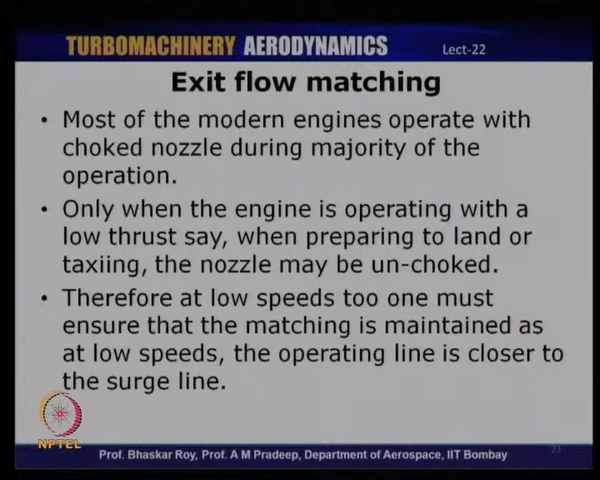 TURBOMACHINERY AERODYNAMICS Lect-22
Exit flow matching
• Most of the modern engines operate with
choked nozzle during majority of the
operation.
• Only when the engine is operating with a
low thrust say, when preparing to land or
taxiing, the nozzle may be un-choked.
• Therefore at low speeds too one must
ensure that the matching is maintained as
at low speeds, the operating line is closer to
the surge line.
NPTEL
Prof. Bhaskar Roy, Prof. A M Pradeep, Department of Aerospace, IIT Bombay
23